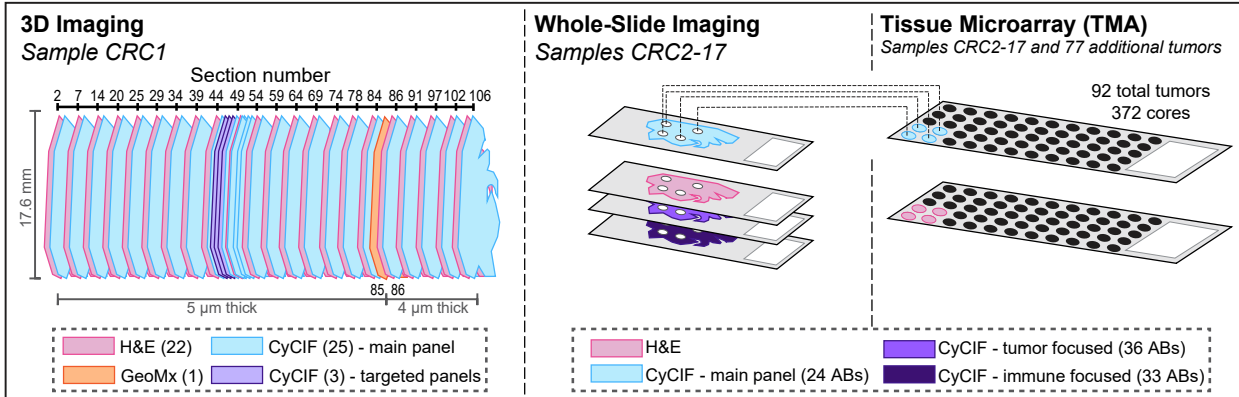 3D Imaging
Sample CRC1
Section number
2 7 14 20 25 29 34 39 44 49 54 59 64 69 74 78 84 86 91 97 102 106
17.6 mm
85 86
5 µm thick
4 µm thick
H&E (22)
CyCIF (25) - main panel
GeoMx (1)
CyCIF (3) - targeted panels
Whole-Slide Imaging
Samples CRC2-17
Tissue Microarray (TMA)
Samples CRC2-17 and 77 additional tumors
92 total tumors
372 cores
H&E
CyCIF - tumor focused (36 ABs)
CyCIF - main panel (24 ABs)
CyCIF - immune focused (33 ABs)